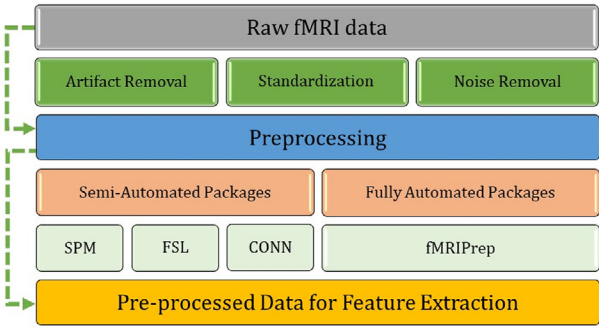 Raw fMRI data
Artifact Removal
Standardization
Noise Removal
Preprocessing
Semi-Automated Packages
Fully Automated Packages
SPM
FSL
CONN
fMRIPrep
Pre-processed Data for Feature Extraction